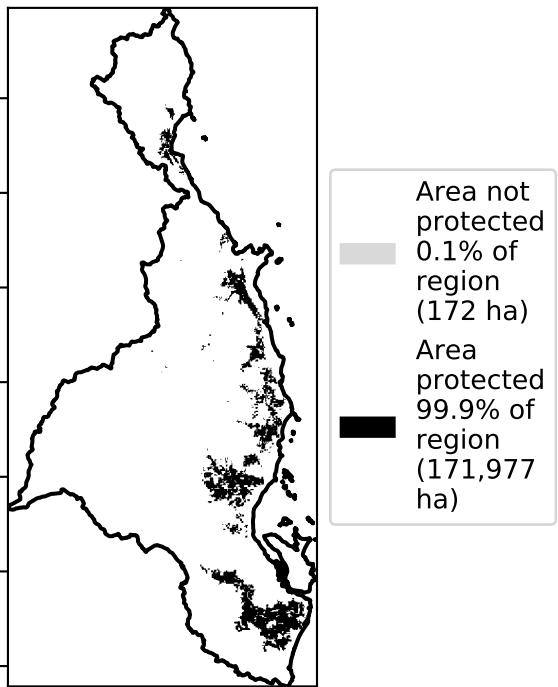 Area not
protected
0.1% of
region
(172 ha)
Area
protected
99.9% of
region
(171,977
ha)